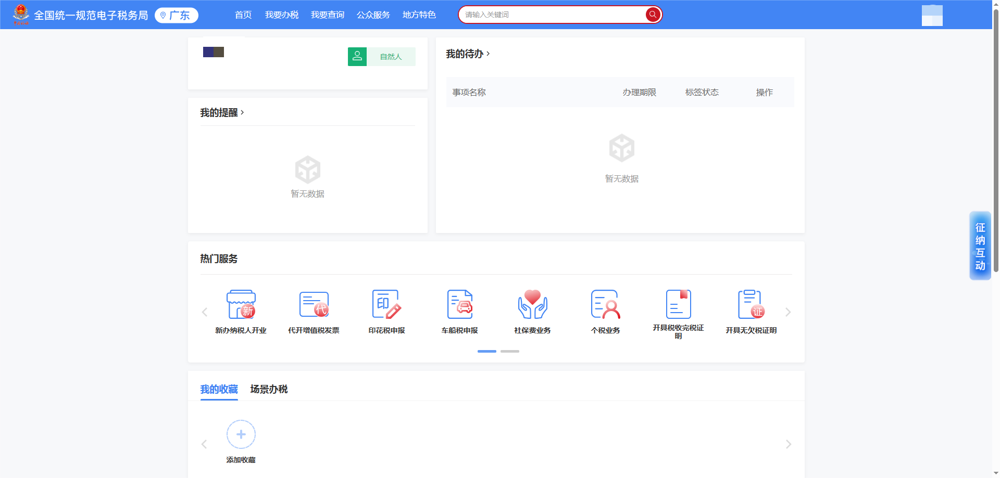 全国统一规范电子税务局
广东
首页 我要办税 我要查询 公众服务 地方特色
请输入关键词
自然人
我的提醒
暂无数据
我的待办
事项名称 办理期限 标签状态 操作
暂无数据
热门服务
新
代
印
证
新办纳税人开业 代开增值税发票 印花税申报 车船税申报 社保费业务 个税业务 开具税收完税证 开具无欠税证明
明
我的收藏 场景办税
添加收藏
征
纳
互
动